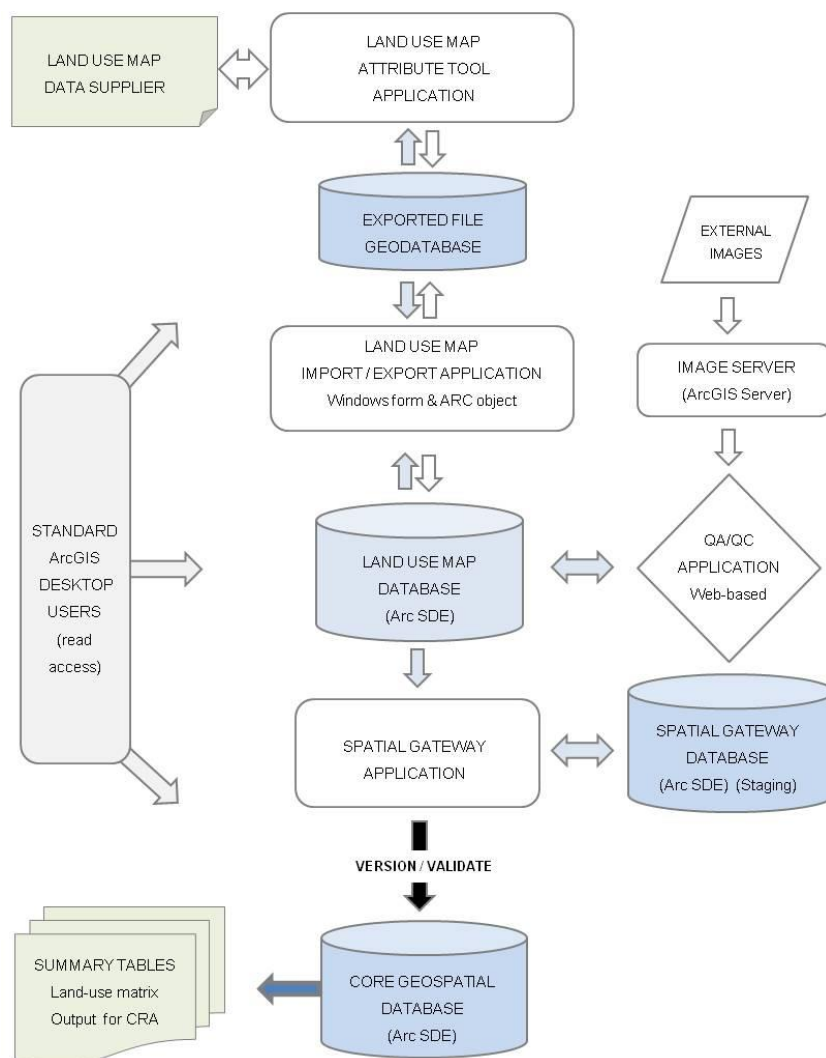 LAND USE MAP
DATA SUPPLIER
LAND USE MAP
ATTRIBUTE TOOL
APPLICATION
EXPORTED FILE
GEODATABASE
EXTERNAL
IMAGES
LAND USE MAP
IMPORT / EXPORT APPLICATION
Windows form & ARC object
IMAGE SERVER
(ArcGIS Server)
STANDARD
ArcGIS
DESKTOP
USERS
(read
access)
LAND USE MAP
DATABASE
(Arc SDE)
QA/QC
APPLICATION
Web-based
SPATIAL GATEWAY
APPLICATION
SPATIAL GATEWAY
DATABASE
(Arc SDE) (Staging)
VERSION / VALIDATE
SUMMARY TABLES
Land-use matrix
Output for CRA
CORE GEOSPATIAL
DATABASE
(Arc SDE)